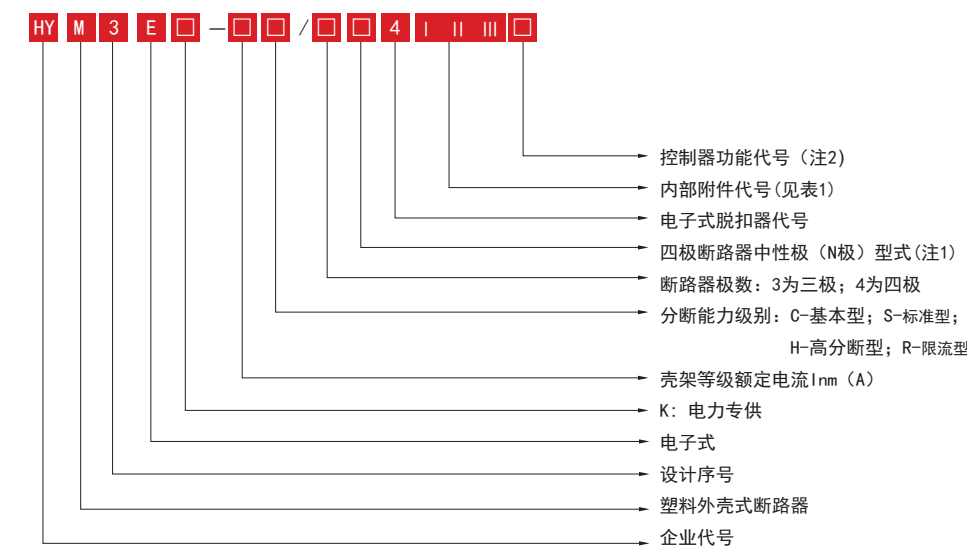 HY M 3 E □ -□ □ / □ □ 4 Ⅰ Ⅱ Ⅲ □
控制器功能代号（注2)
内部附件代号(见表1)
电子式脱扣器代号
四极断路器中性极（N极）型式(注1)
断路器极数：3为三极；4为四极
分断能力级别：C-基本型；S-标准型；
H-高分断型；R-限流型
壳架等级额定电流Inm（A）
K: 电力专供
电子式
设计序号
塑料外壳式断路器
企业代号